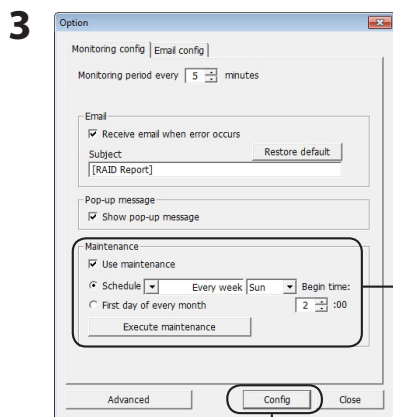 3
Option
Monitoring config Email config
Monitoring period every 5 minutes
Email
Receive email when error occurs
Subject Restore default
[RAID Report]
Pop-up message
Show pop-up message
Maintenance
Use maintenance
Schedule Every week Sun Begin time:
First day of every month 2 :00
Execute maintenance
Advanced Config Close